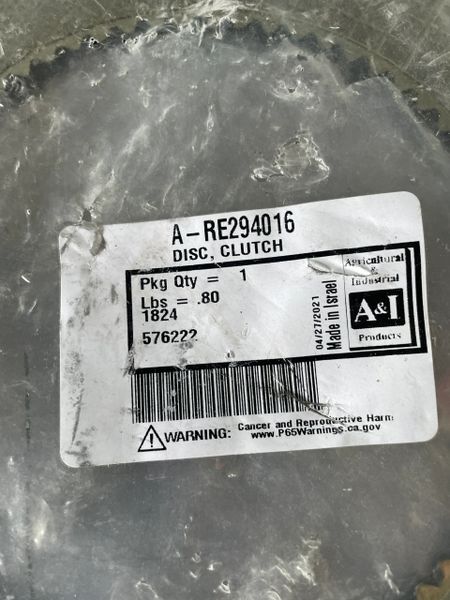 A-RE294016
DISC, CLUTCH
Pkg Qty = 1
Lbs = .80
1824
576222
04/27/2021
Made in Israel
Agricultural
&
Industrial
A&I
Products
WARNING: Cancer and Reproductive Harm
www.P65Warnings.ca.gov